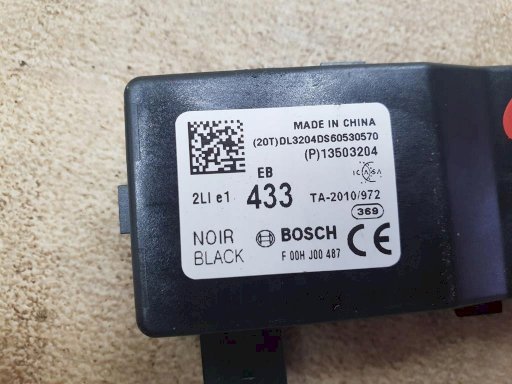 MADE IN CHINA
(20T)DL3204DS60530570
(P)13503204
EB
ICASA
2LI e1 433 TA-2010/972
369
NOIR BOSCH CE
BLACK F 00H J00 487